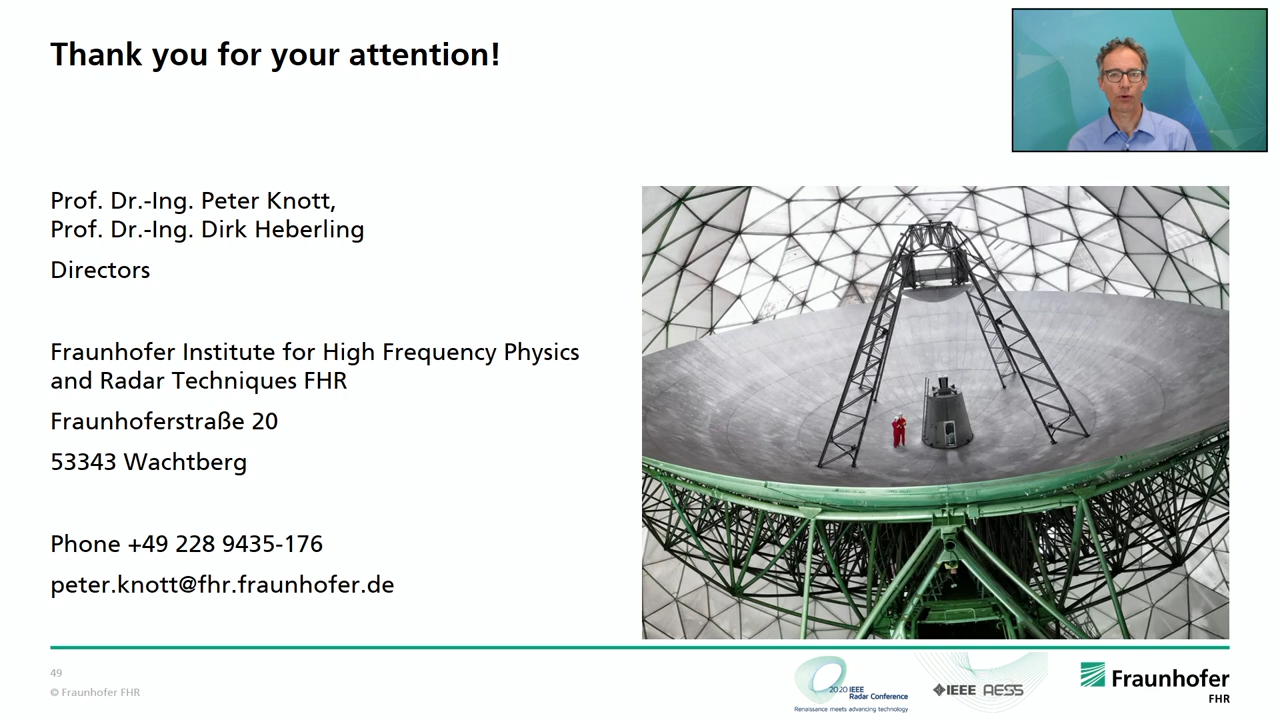 Thank you for your attention!
Prof. Dr.-Ing. Peter Knott,
Prof. Dr.-Ing. Dirk Heberling
Directors
Fraunhofer Institute for High Frequency Physics
and Radar Techniques FHR
Fraunhoferstraße 20
53343 Wachtberg
Phone +49 228 9435-176
peter.knott@fhr.fraunhofer.de
49
© Fraunhofer FHR
2020 IEEE
Radar Conference
Renaissance meets advancing technology
IEEE AESS
Fraunhofer
FHR